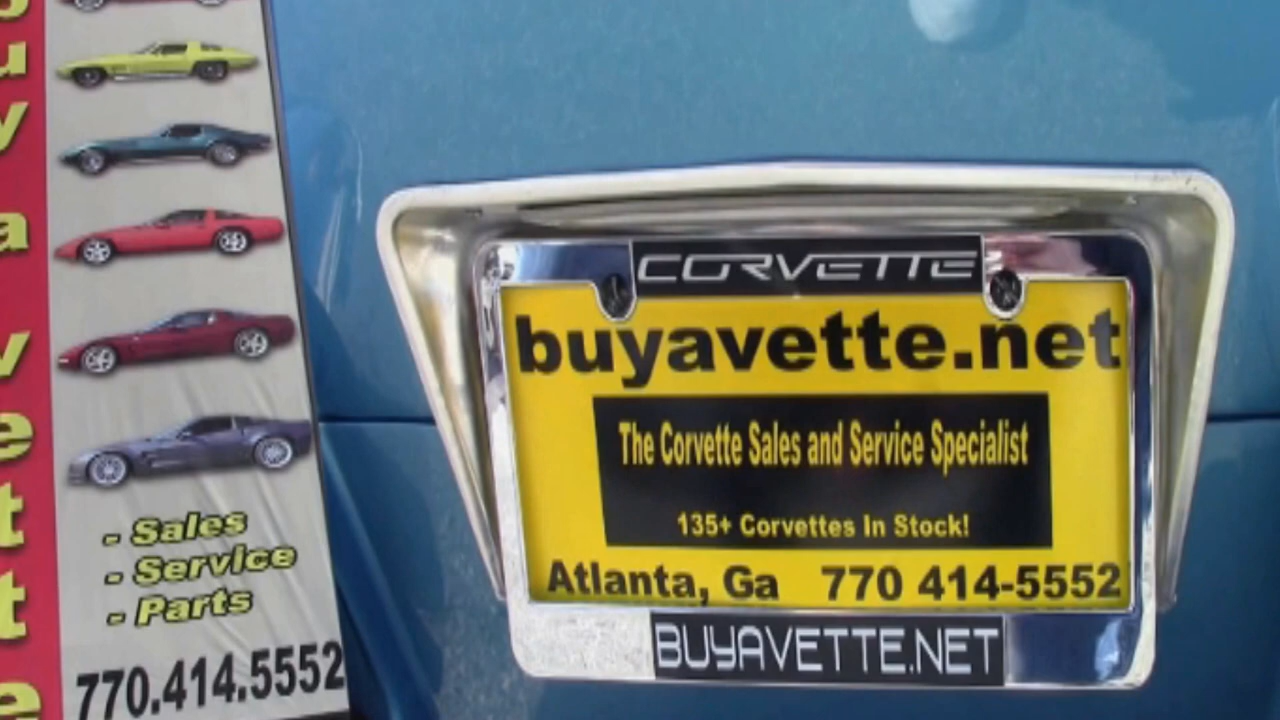 - Sales
- Service
- Parts
770.414.5552
CORVETTE
buyavette.net
The Corvette Sales and Service Specialist
135+ Corvettes In Stock!
Atlanta, Ga 770 414-5552
BUYAVETTE.NET